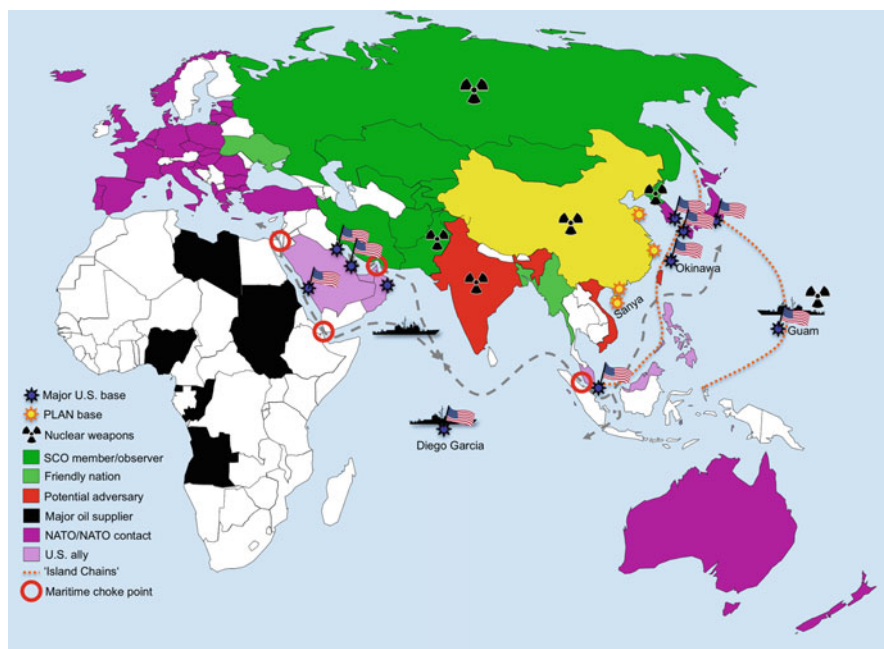 Okinawa
Sanya
Guam
Diego Garcia
Major U.S. base
PLAN base
Nuclear weapons
SCO member/observer
Friendly nation
Potential adversary
Major oil supplier
NATO/NATO contact
U.S. ally
'Island Chains'
Maritime choke point